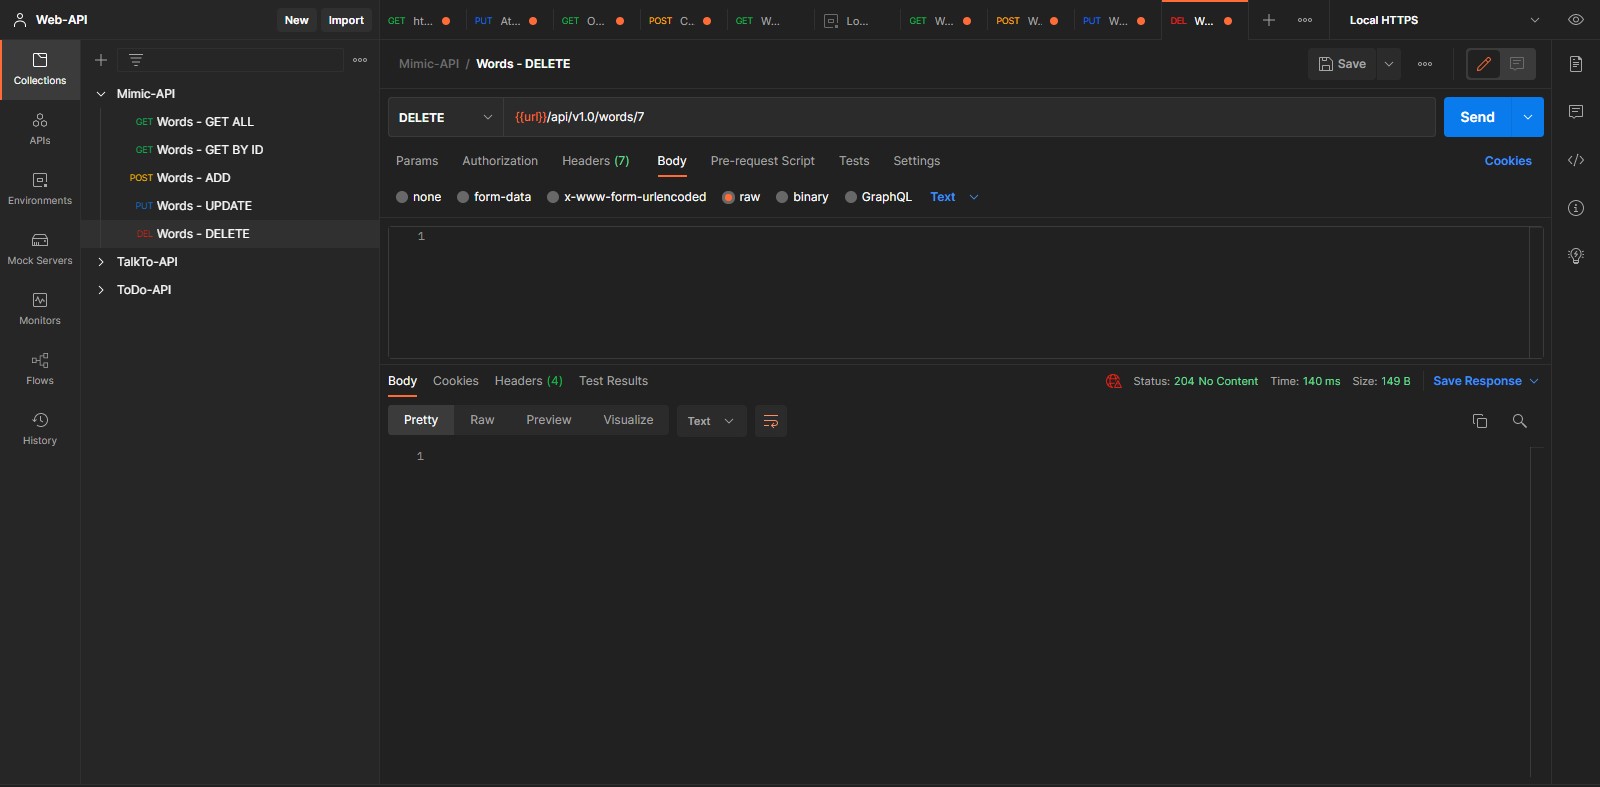 Web-API
New
Import
GET ht...
PUT At...
GET O...
POST C..
GET W...
Lo...
GET W...
POST W..
PUT W...
DEL W...
Local HTTPS
Collections
APIs
Environments
Mock Servers
Monitors
Flows
History
Mimic-API
GET Words - GET ALL
GET Words - GET BY ID
POST Words - ADD
PUT Words - UPDATE
DEL Words - DELETE
TalkTo-API
ToDo-API
Mimic-API / Words - DELETE
Save
DELETE
{{url}}/api/v1.0/words/7
Send
Params Authorization Headers (7) Body Pre-request Script Tests Settings Cookies
none form-data x-www-form-urlencoded raw binary GraphQL Text
1
Body Cookies Headers (4) Test Results Status: 204 No Content Time: 140 ms Size: 149 B Save Response
Pretty Raw Preview Visualize Text
1